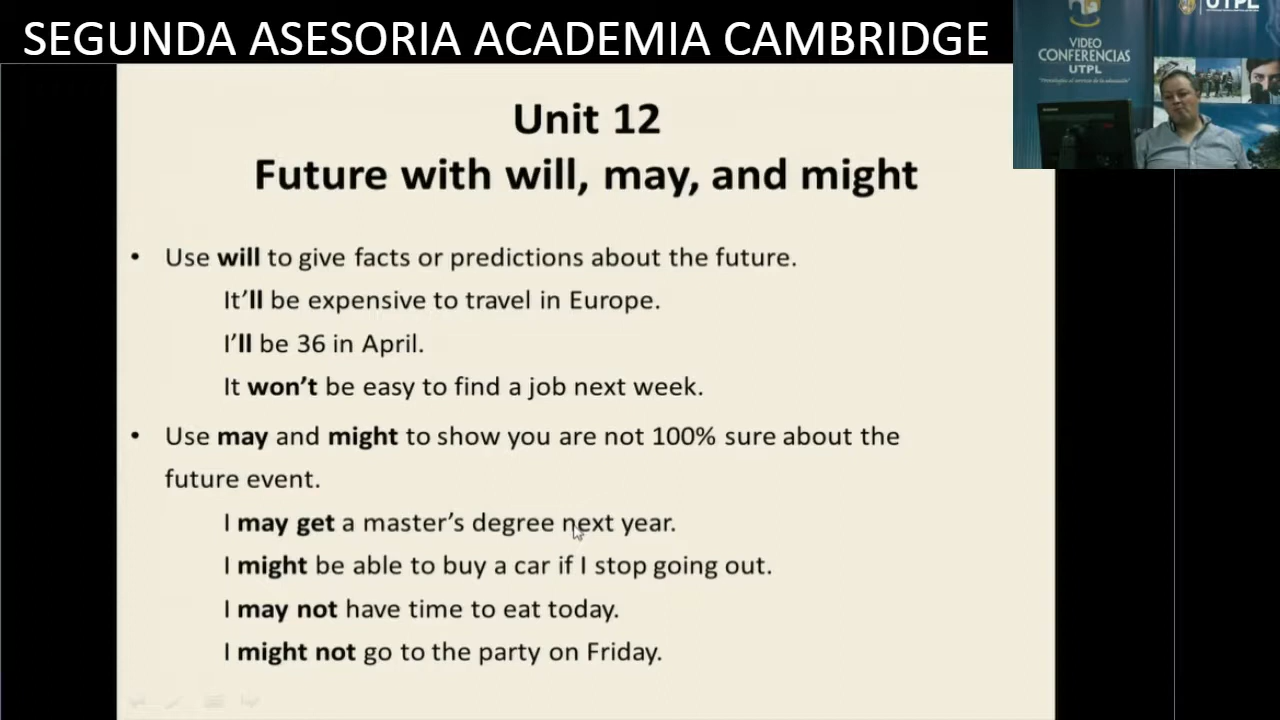 SEGUNDA ASESORIA ACADEMIA CAMBRIDGE
UTPL
VIDEO
CONFERENCIAS
UTPL
Unit 12
Future with will, may, and might
• Use will to give facts or predictions about the future.
It’ll be expensive to travel in Europe.
I’ll be 36 in April.
It won’t be easy to find a job next week.
• Use may and might to show you are not 100% sure about the
future event.
I may get a master’s degree next year.
I might be able to buy a car if I stop going out.
I may not have time to eat today.
I might not go to the party on Friday.